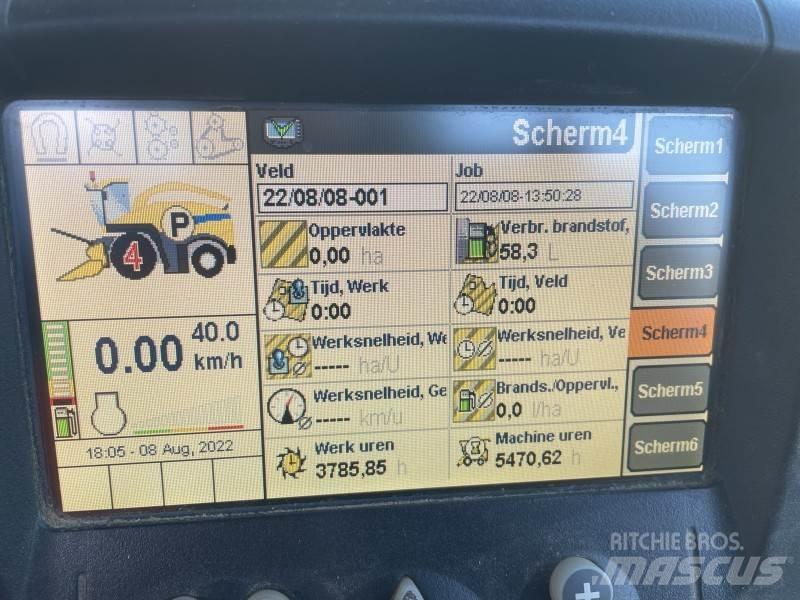 Scherm4
Veld
Job
22/08/08-001
22/08/08-13:50:28
Oppervlakte
0,00 ha
Verbr. brandstof,
58,3 L
Tijd, Werk
0:00
Tijd, Veld
0:00
Werksnelheid, We
----- ha/U
Werksnelheid, Ve
----- ha/U
Werksnelheid, Ge
----- km/u
Brands./Oppervl.,
0,0 l/ha
Werk uren
3785,85 h
Machine uren
5470,62 h
P
4
40.0
0.00 km/h
18:05 - 08 Aug, 2022
Scherm1
Scherm2
Scherm3
Scherm4
Scherm5
Scherm6
RITCHIE BROS.
MASCUS